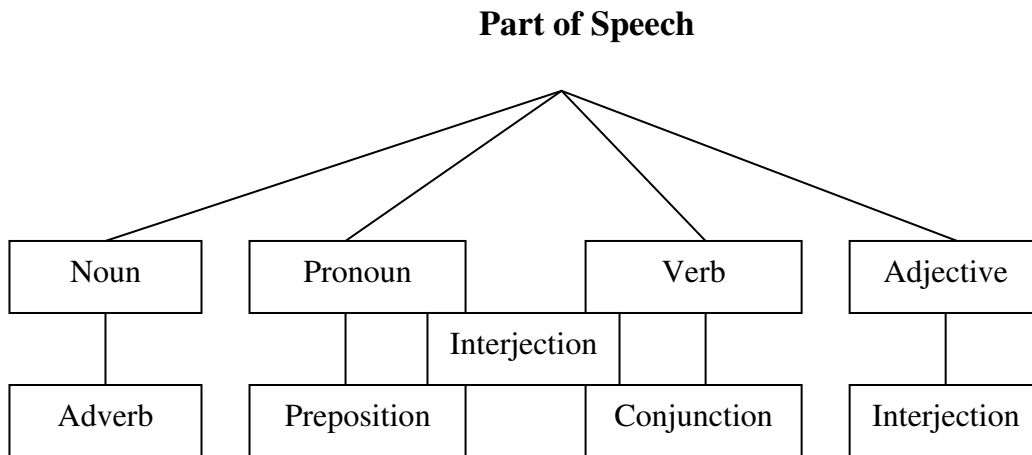 Part of Speech
Noun Pronoun Verb Adjective
Interjection
Adverb Preposition Conjunction Interjection